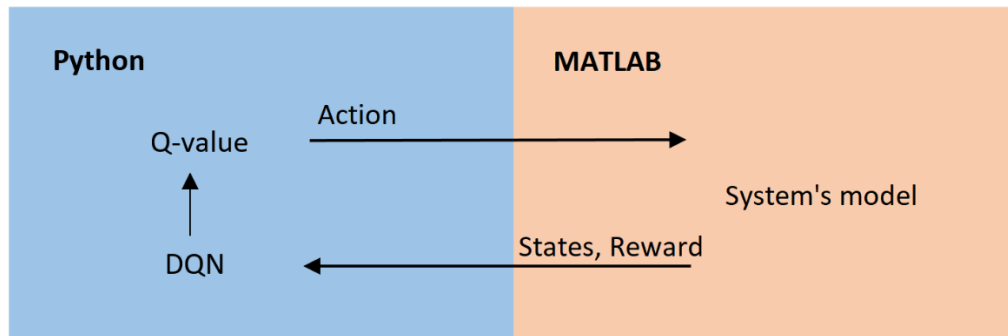 Python
MATLAB
Action
Q-value
System's model
States, Reward
DQN